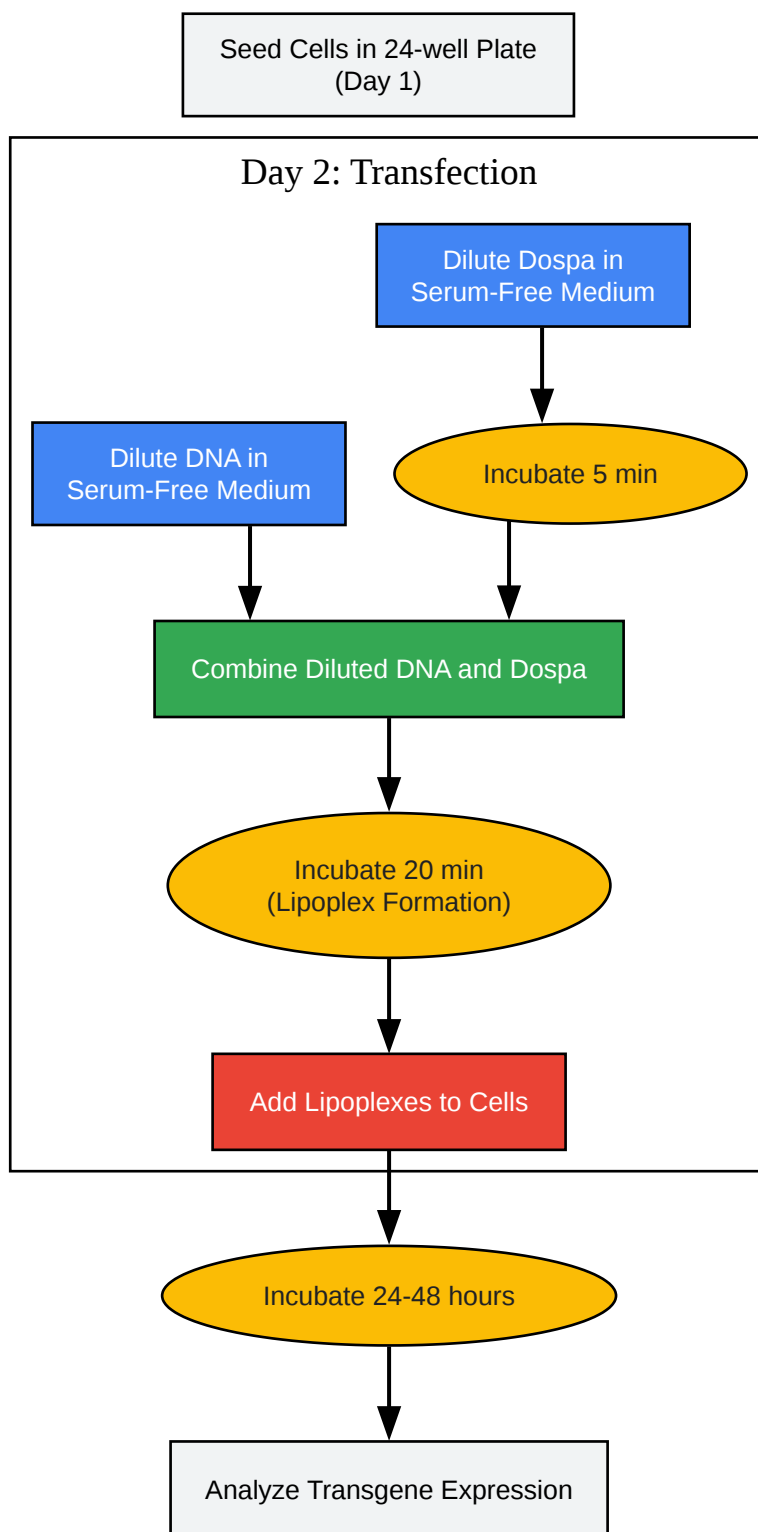 Seed Cells in 24-well Plate
(Day 1)
Day 2: Transfection
Dilute Dospa in
Serum-Free Medium
Dilute DNA in
Serum-Free Medium
Incubate 5 min
Combine Diluted DNA and Dospa
Incubate 20 min
(Lipoplex Formation)
Add Lipoplexes to Cells
Incubate 24-48 hours
Analyze Transgene Expression